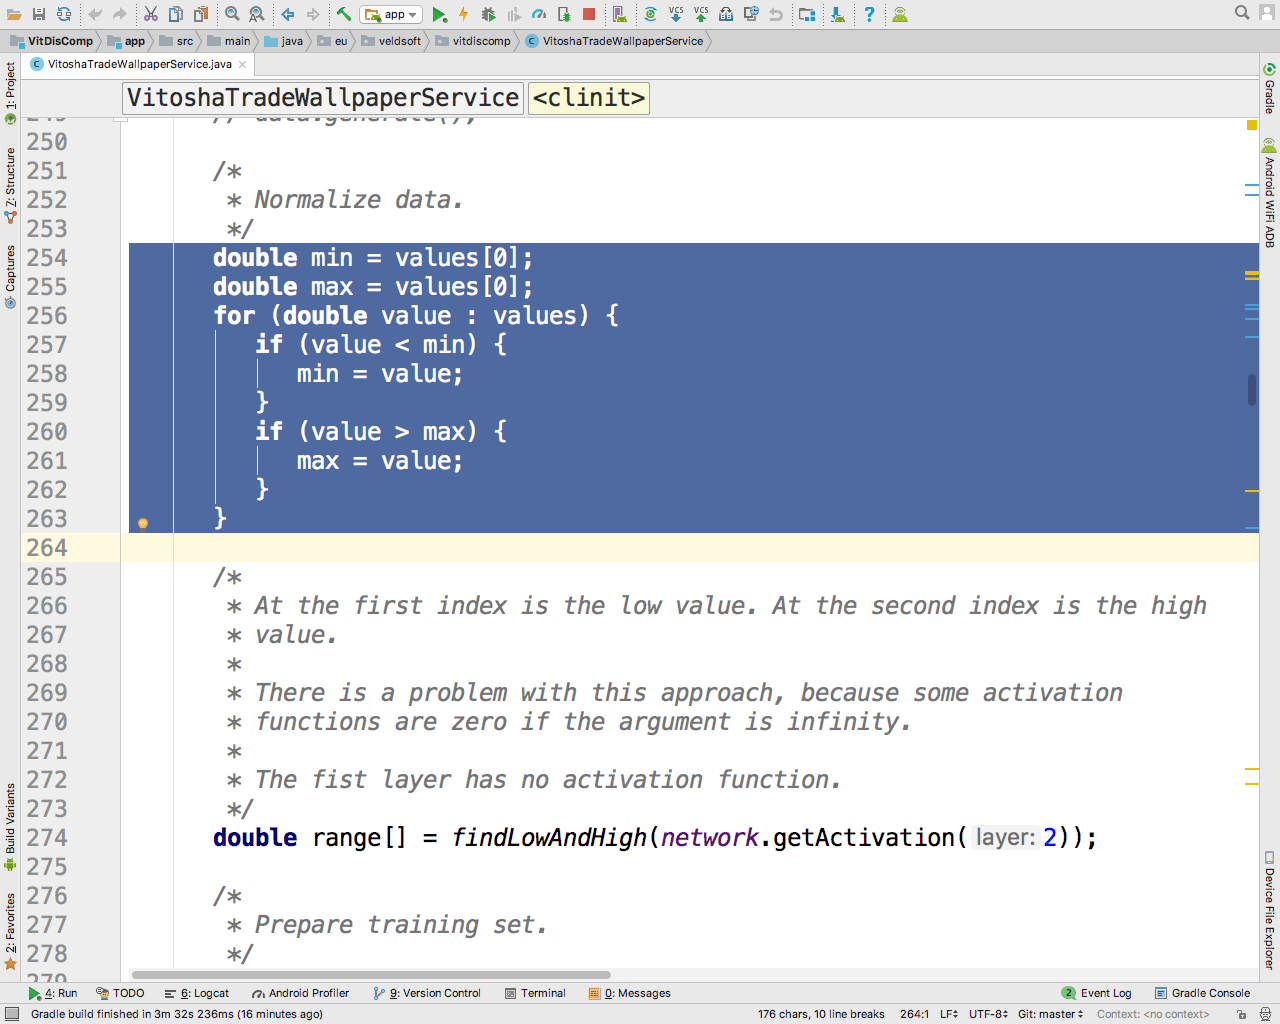 app
VitDisComp app src main java eu veldsoft vitdiscomp VitoshaTradeWallpaperService
VitoshaTradeWallpaperService.java
VitoshaTradeWallpaperService <clinit>
249 // data.generate();
250
251 /*
252 * Normalize data.
253 */
254 double min = values[0];
255 double max = values[0];
256 for (double value : values) {
257 if (value < min) {
258 min = value;
259 }
260 if (value > max) {
261 max = value;
262 }
263 }
264
265 /*
266 * At the first index is the low value. At the second index is the high
267 * value.
268 *
269 * There is a problem with this approach, because some activation
270 * functions are zero if the argument is infinity.
271 *
272 * The fist layer has no activation function.
273 */
274 double range[] = findLowAndHigh(network.getActivation( layer: 2));
275
276 /*
277 * Prepare training set.
278 */
279
1: Project
Z: Structure
Captures
Build Variants
2: Favorites
Gradle
Android WiFi ADB
Device File Explorer
VCS VCS
4: Run TODO 6: Logcat Android Profiler 9: Version Control Terminal 0: Messages 2 Event Log Gradle Console
Gradle build finished in 3m 32s 236ms (16 minutes ago) 176 chars, 10 line breaks 264:1 LF UTF-8 Git: master Context: <no context>